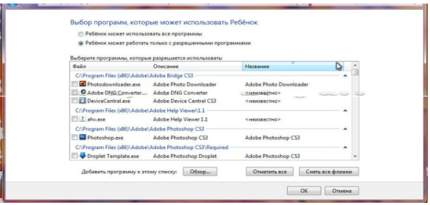 Выбор программ, которые может использовать Ребёнок
Ребёнок может использовать все программы
Ребёнок может работать только с разрешенными программами
Выберите программы, которые разрешается использовать
Файл Описание Название
C:\Program Files (x86)\Adobe\Adobe Bridge CS3
Photodownloader.exe Adobe Photo Downloader Adobe Photo Downloader
Adobe DNG Converter... Adobe DNG Converter <неизвестно>
DeviceCentral.exe Adobe Device Central CS3 <неизвестно>
C:\Program Files (x86)\Adobe\Adobe Help Viewer\1.1
ahv.exe Adobe Help Viewer 1.1 <неизвестно>
C:\Program Files (x86)\Adobe\Adobe Photoshop CS3
Photoshop.exe Adobe Photoshop CS3 Adobe Photoshop CS3
C:\Program Files (x86)\Adobe\Adobe Photoshop CS3\Required
Droplet Template.exe Adobe Photoshop Droplet Adobe Photoshop CS3
Добавить программу к этому списку: Обзор... Отметить все Снять все флажки
ОК Отмена